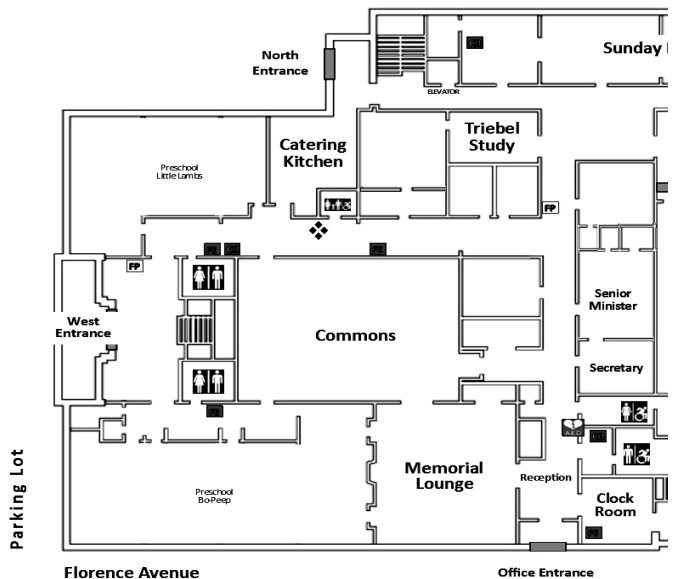 Sunday
North
Entrance
ELEVATOR
Triebel
Study
Catering
Kitchen
Preschool
Little Lambs
FP
FP
West
Entrance
Commons
Senior
Minister
Secretary
AED
Memorial
Lounge
Reception
Preschool
Bo-Peep
Clock
Room
Parking Lot
Florence Avenue
Office Entrance